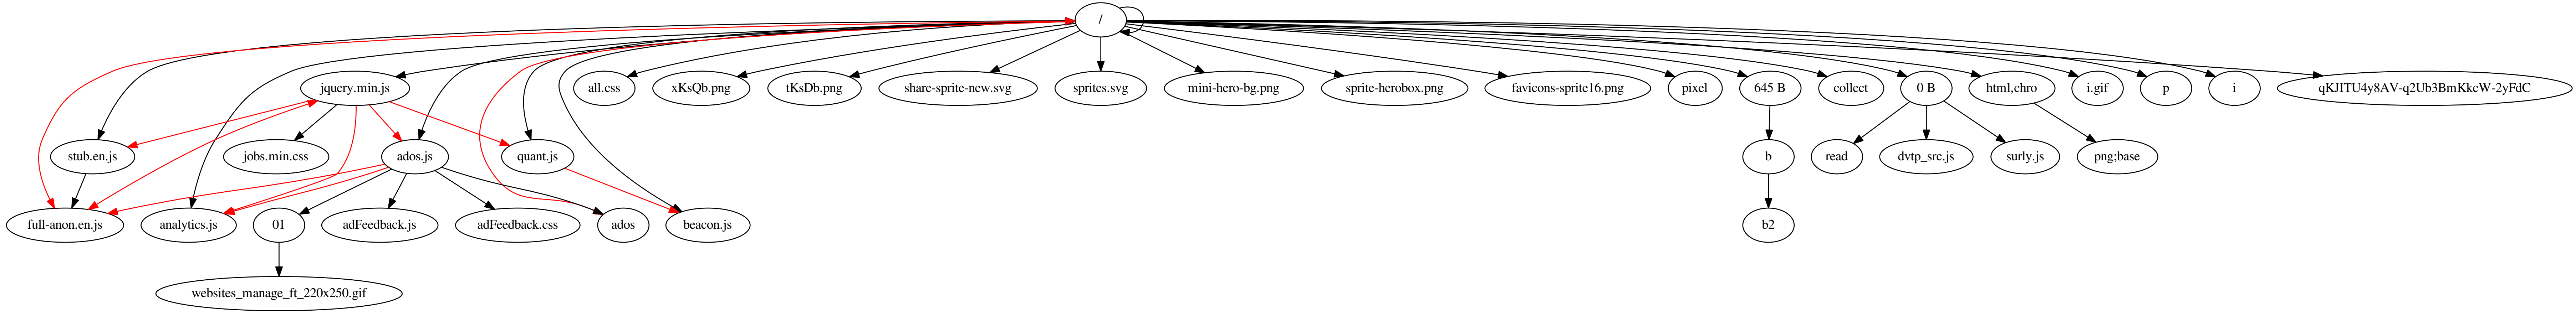 /
jquery.min.js
all.css
xKsQb.png
tKsDb.png
share-sprite-new.svg
sprites.svg
mini-hero-bg.png
sprite-herobox.png
favicons-sprite16.png
pixel
645 B
collect
0 B
html,chro
i.gif
p
i
qKJITU4y8AV-q2Ub3BmKkcW-2yFdC
stub.en.js
jobs.min.css
ados.js
quant.js
b
read
dvtp_src.js
surly.js
png;base
full-anon.en.js
analytics.js
01
adFeedback.js
adFeedback.css
ados
beacon.js
b2
websites_manage_ft_220x250.gif